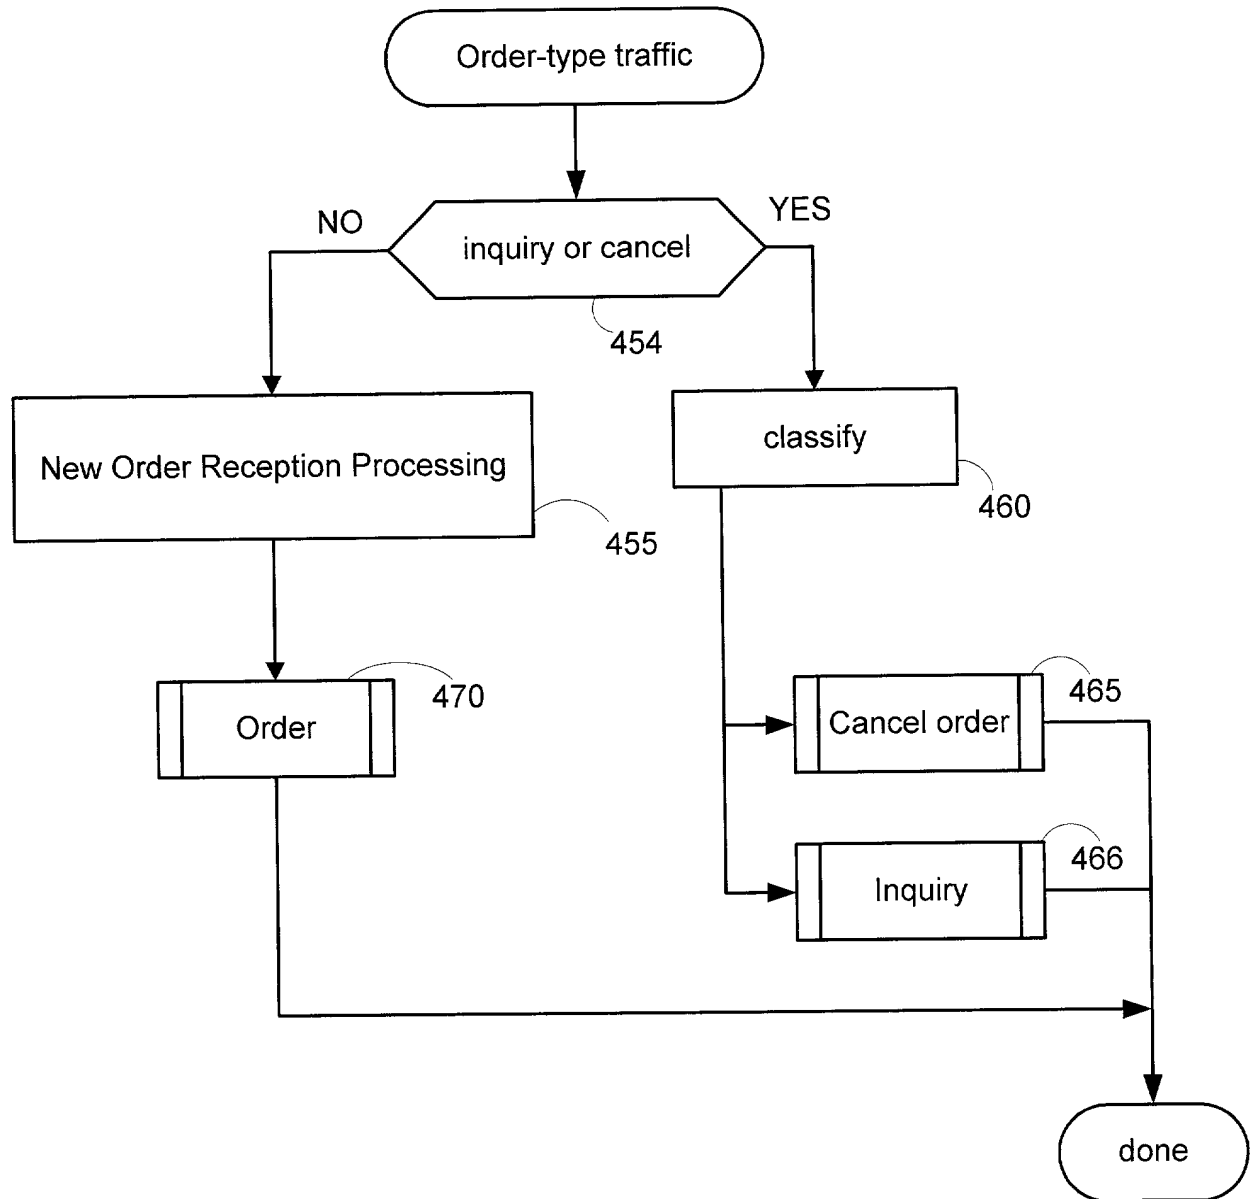 Order-type traffic
NO
YES
inquiry or cancel
454
New Order Reception Processing
455
classify
460
Order
470
Cancel order
465
Inquiry
466
done